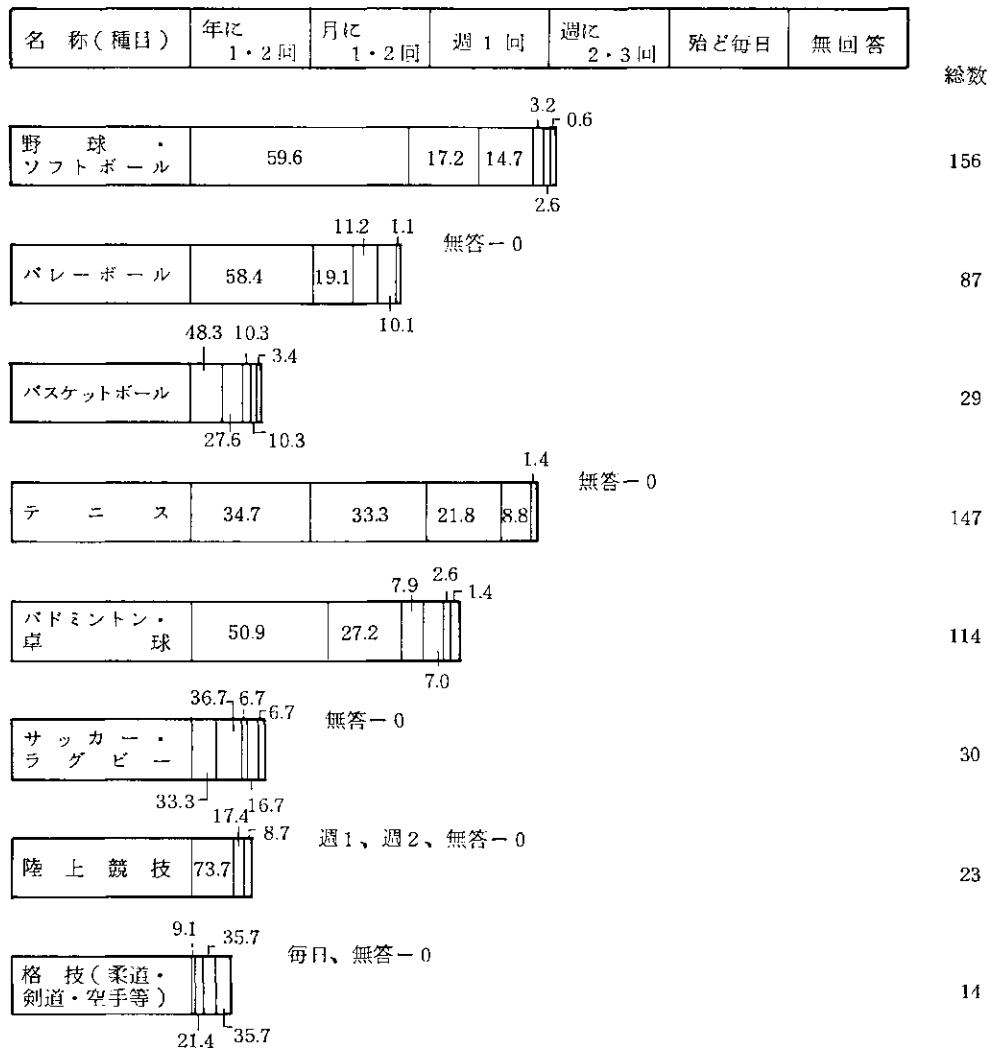 名 称(種目) 年に 1・2回 月に 1・2回 週1回 週に 2・3回 殆ど毎日 無回答
総数
3.2 0.6
野球・ソフトボール 59.6 17.2 14.7 156
2.6
11.2 1.1 無答－0
バレーボール 58.4 19.1 87
10.1
48.3 10.3 3.4
バスケットボール 29
27.6 10.3
1.4 無答－0
テニス 34.7 33.3 21.8 8.8 147
7.9 2.6 1.4
バドミントン・卓球 50.9 27.2 114
7.0
36.7 6.7 6.7 無答－0
サッカー・ラグビー 30
33.3 16.7
17.4 8.7 週1、週2、無答－0
陸上競技 73.7 23
9.1 35.7 毎日、無答－0
格 技(柔道・剣道・空手等) 14
21.4 35.7